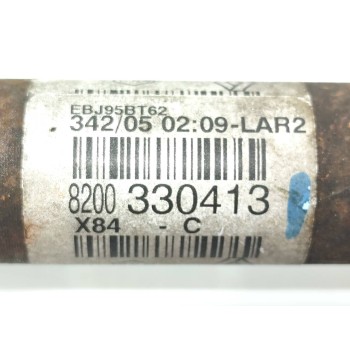 EBJ95BT62
342/05 02:09-LAR2
8200 330413
X84 - C